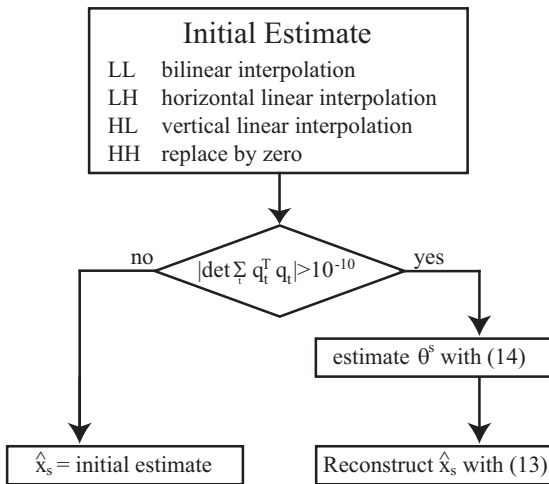 Initial Estimate
LL bilinear interpolation
LH horizontal linear interpolation
HL vertical linear interpolation
HH replace by zero
no
|det Σ_t q_t^T q_t|>10^-10
yes
estimate θ^s with (14)
x̂_s = initial estimate
Reconstruct x̂_s with (13)